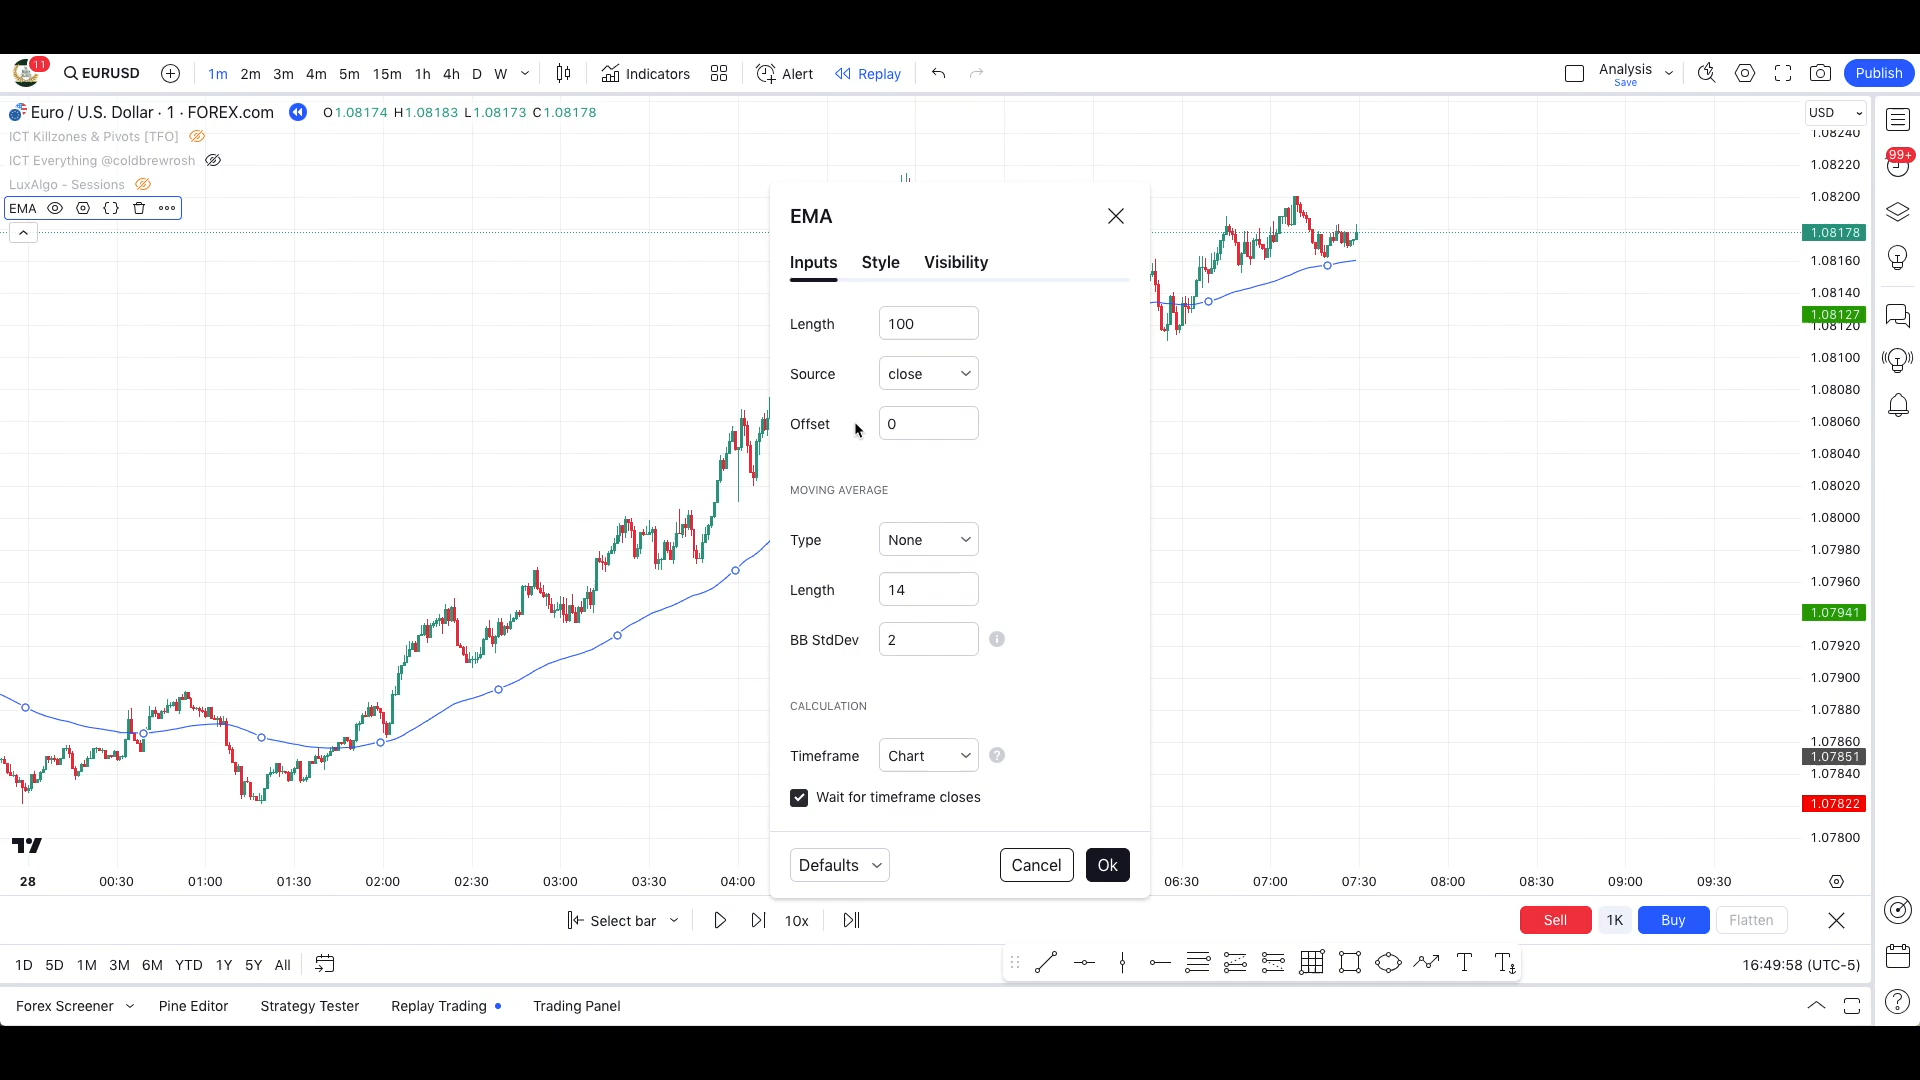 11
EURUSD 1m 2m 3m 4m 5m 15m 1h 4h D W Indicators Alert Replay Analysis Save Publish
Euro / U.S. Dollar · 1 · FOREX.com O1.08174 H1.08183 L1.08173 C1.08178 USD
ICT Killzones & Pivots [TFO]
ICT Everything @coldbrewrosh
LuxAlgo - Sessions
EMA
99+
1.08240
1.08220
1.08200
1.08178
1.08160
1.08140
1.08127
1.08120
1.08100
1.08080
1.08060
1.08040
1.08020
1.08000
1.07980
1.07960
1.07941
1.07920
1.07900
1.07880
1.07860
1.07851
1.07840
1.07822
1.07800
EMA
Inputs Style Visibility
Length 100
Source close
Offset 0
MOVING AVERAGE
Type None
Length 14
BB StdDev 2
CALCULATION
Timeframe Chart
Wait for timeframe closes
Defaults Cancel Ok
28 00:30 01:00 01:30 02:00 02:30 03:00 03:30 04:00 06:30 07:00 07:30 08:00 08:30 09:00 09:30
Select bar 10x Sell 1K Buy Flatten
1D 5D 1M 3M 6M YTD 1Y 5Y All 16:49:58 (UTC-5)
Forex Screener Pine Editor Strategy Tester Replay Trading Trading Panel